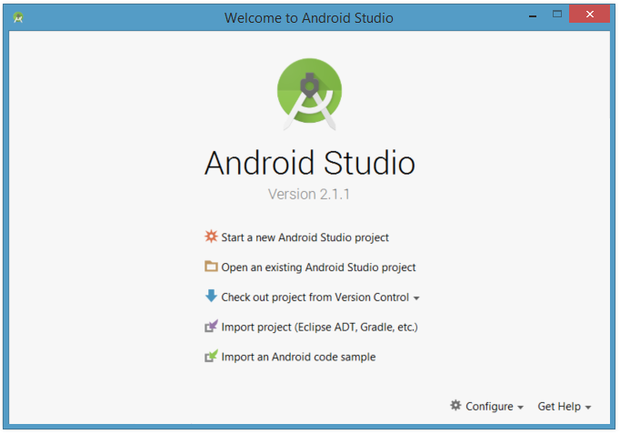 Welcome to Android Studio
Android Studio
Version 2.1.1
Start a new Android Studio project
Open an existing Android Studio project
Check out project from Version Control
Import project (Eclipse ADT, Gradle, etc.)
Import an Android code sample
Configure Get Help